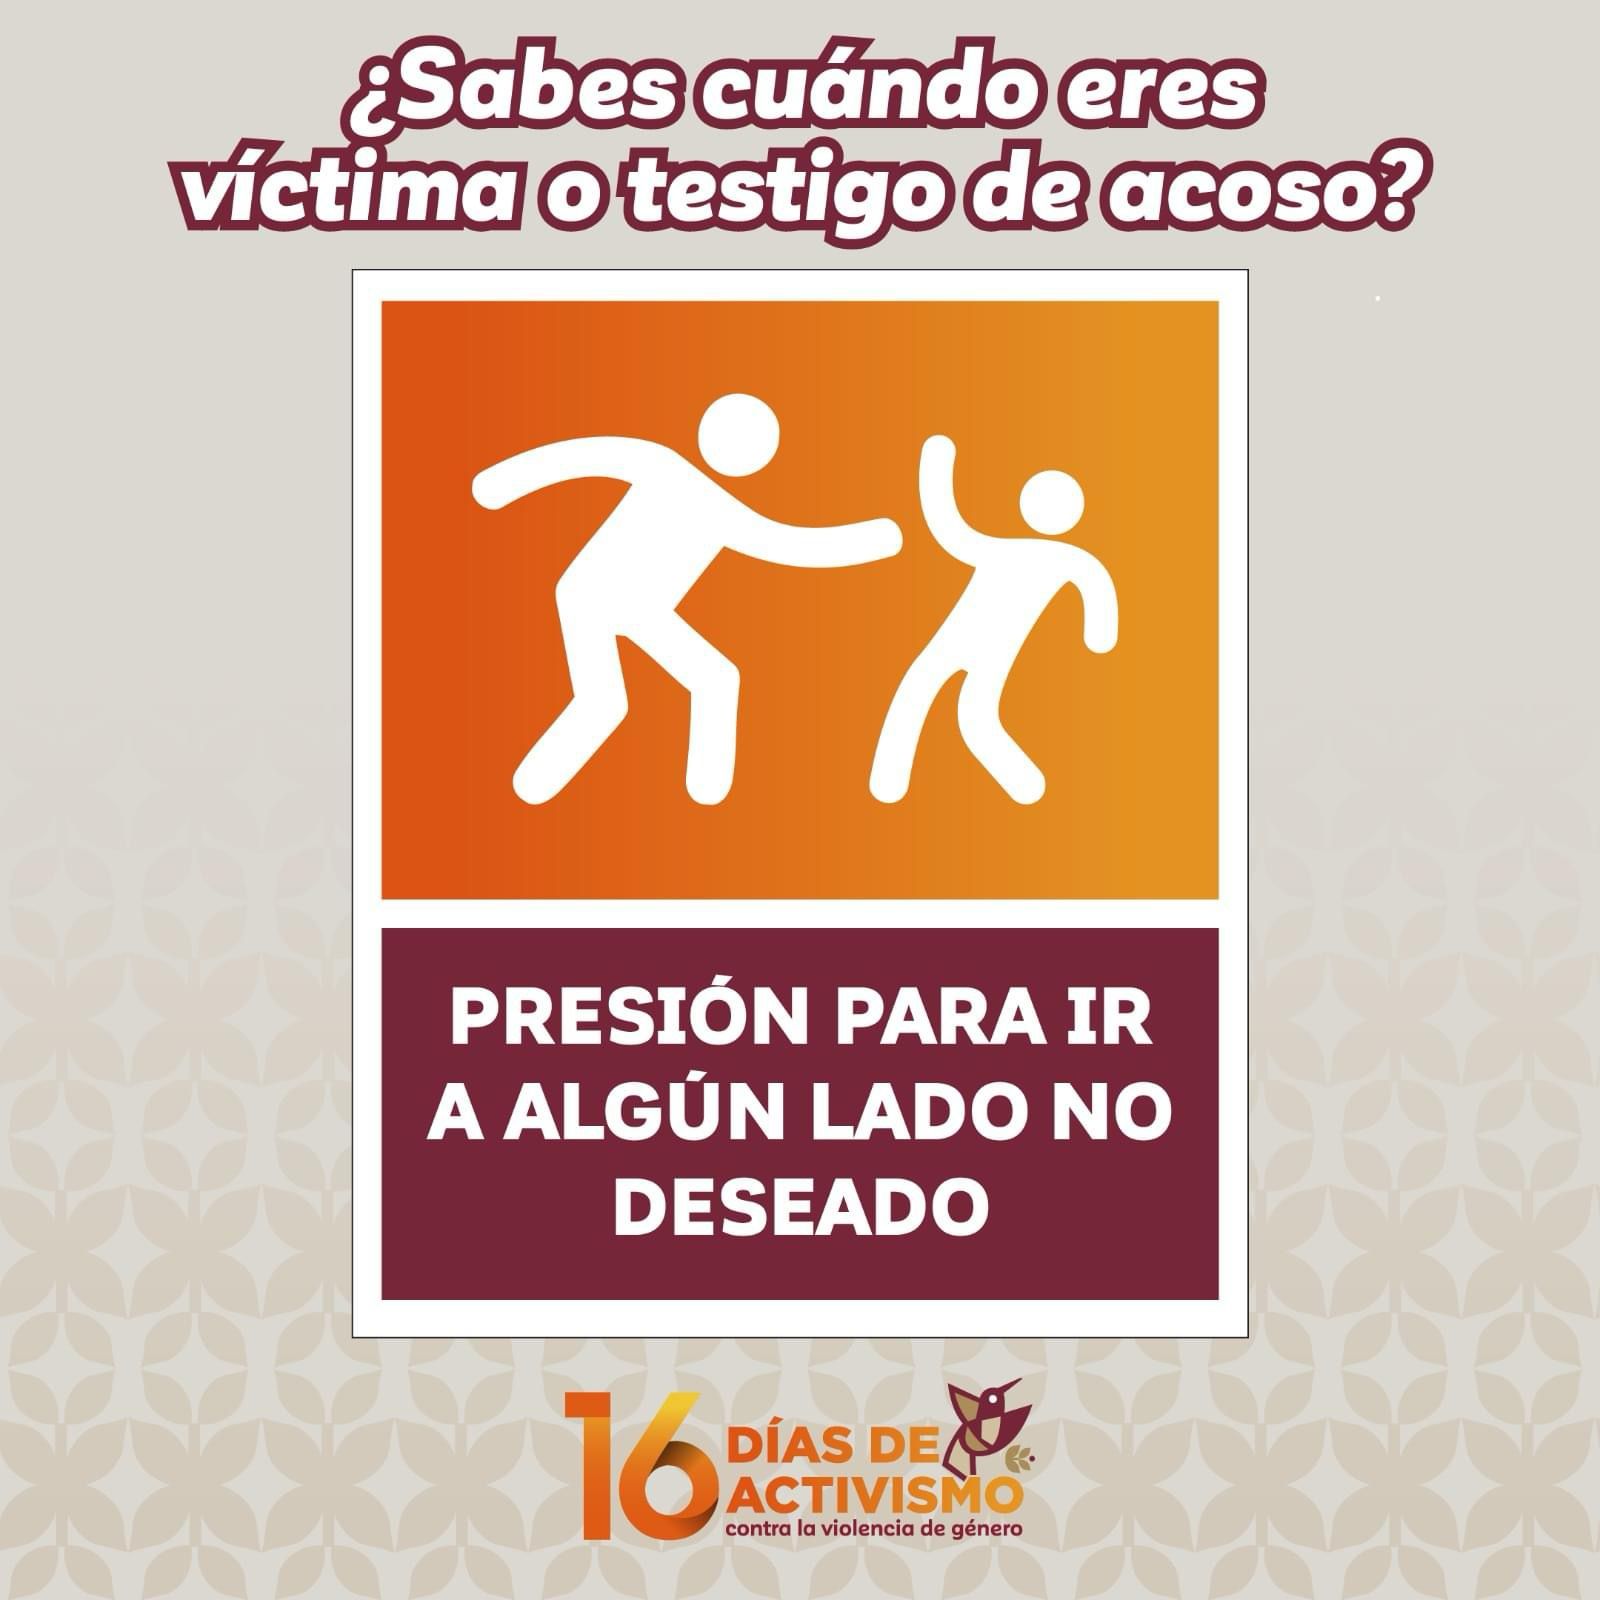 ¿Sabes cuándo eres
víctima o testigo de acoso?
PRESIÓN PARA IR
A ALGÚN LADO NO
DESEADO
16 DÍAS DE
ACTIVISMO
contra la violencia de género